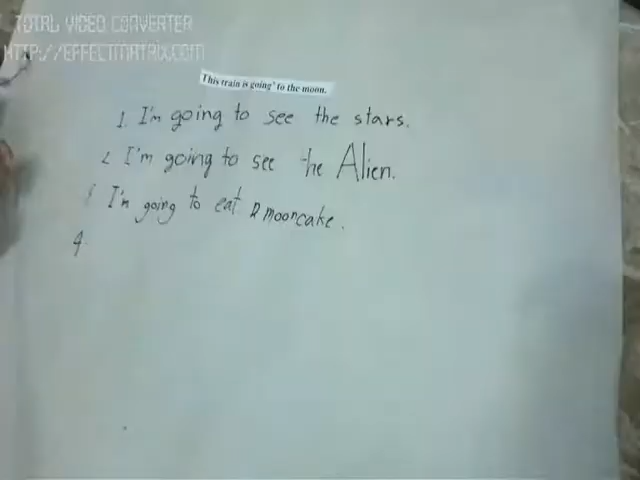 TOTAL VIDEO CONVERTER
HTTP://EFFECTMATRIX.COM
This train is going' to the moon.
1. I'm going to see the stars.
2 I'm going to see the Alien.
I'm going to eat a mooncake.
4.